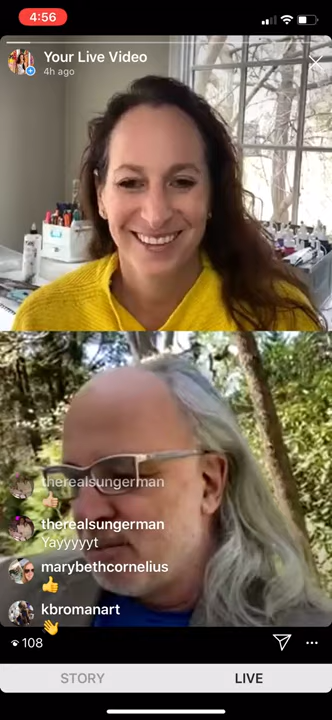 4:56
Your Live Video
4h ago
therealsungerman
therealsungerman
Yayyyyyt
marybethcornelius
kbromanart
108
STORY
LIVE